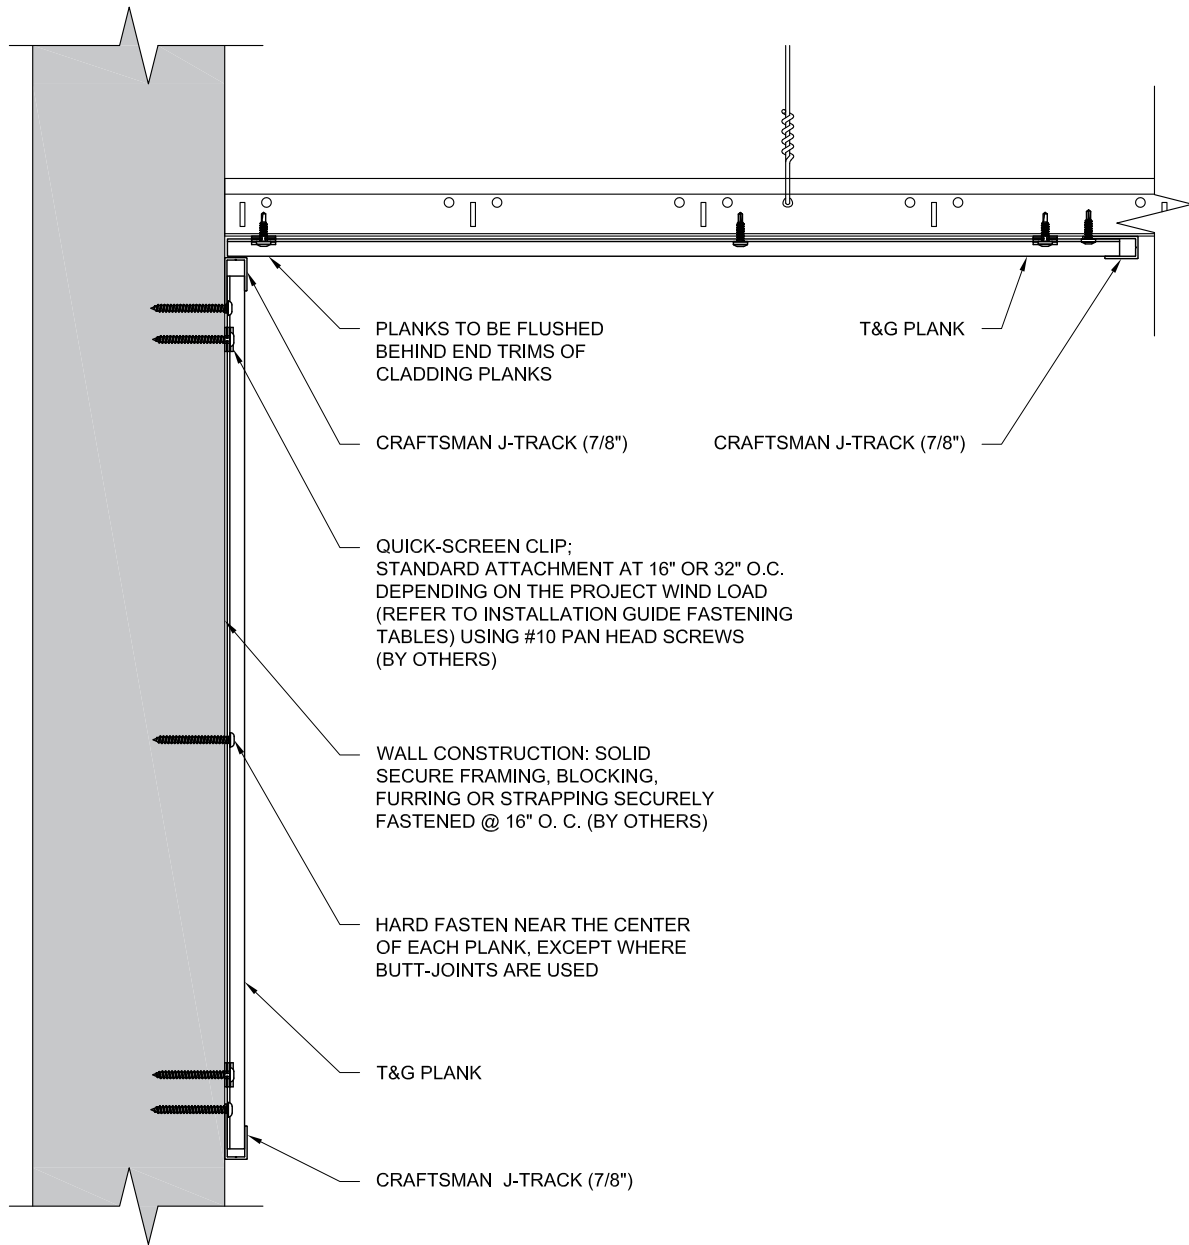 PLANKS TO BE FLUSHED
BEHIND END TRIMS OF
CLADDING PLANKS
T&G PLANK
CRAFTSMAN J-TRACK (7/8")
CRAFTSMAN J-TRACK (7/8")
QUICK-SCREEN CLIP;
STANDARD ATTACHMENT AT 16" OR 32" O.C.
DEPENDING ON THE PROJECT WIND LOAD
(REFER TO INSTALLATION GUIDE FASTENING
TABLES) USING #10 PAN HEAD SCREWS
(BY OTHERS)
WALL CONSTRUCTION: SOLID
SECURE FRAMING, BLOCKING,
FURRING OR STRAPPING SECURELY
FASTENED @ 16" O. C. (BY OTHERS)
HARD FASTEN NEAR THE CENTER
OF EACH PLANK, EXCEPT WHERE
BUTT-JOINTS ARE USED
T&G PLANK
CRAFTSMAN J-TRACK (7/8")